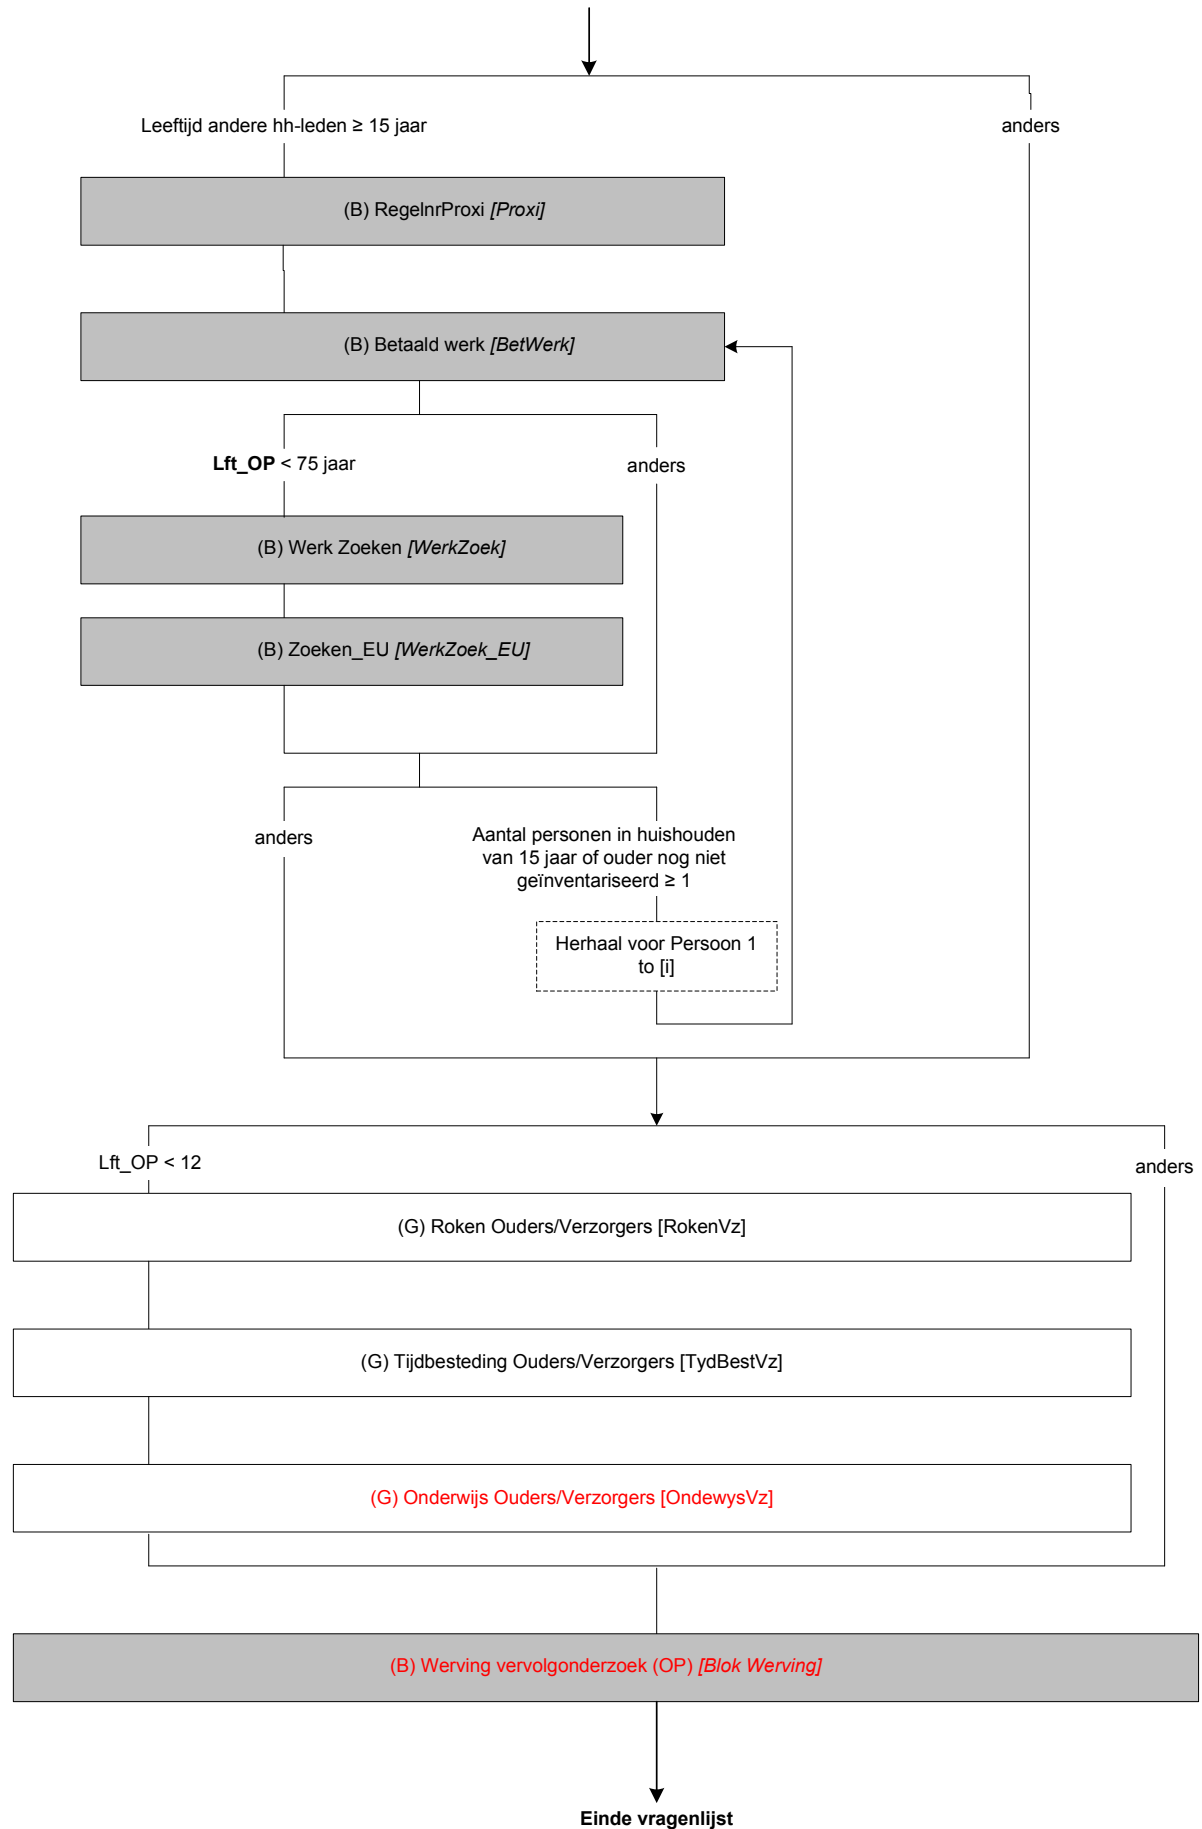 Leeftijd andere hh-leden ≥ 15 jaar
anders
(B) RegelnrProxi [Proxi]
(B) Betaald werk [BetWerk]
Lft_OP < 75 jaar
anders
(B) Werk Zoeken [WerkZoek]
(B) Zoeken_EU [WerkZoek_EU]
anders
Aantal personen in huishouden
van 15 jaar of ouder nog niet
geïnventariseerd ≥ 1
Herhaal voor Persoon 1
to [i]
Lft_OP < 12
anders
(G) Roken Ouders/Verzorgers [RokenVz]
(G) Tijdbesteding Ouders/Verzorgers [TydBestVz]
(G) Onderwijs Ouders/Verzorgers [OndewysVz]
(B) Werving vervolgonderzoek (OP) [Blok Werving]
Einde vragenlijst